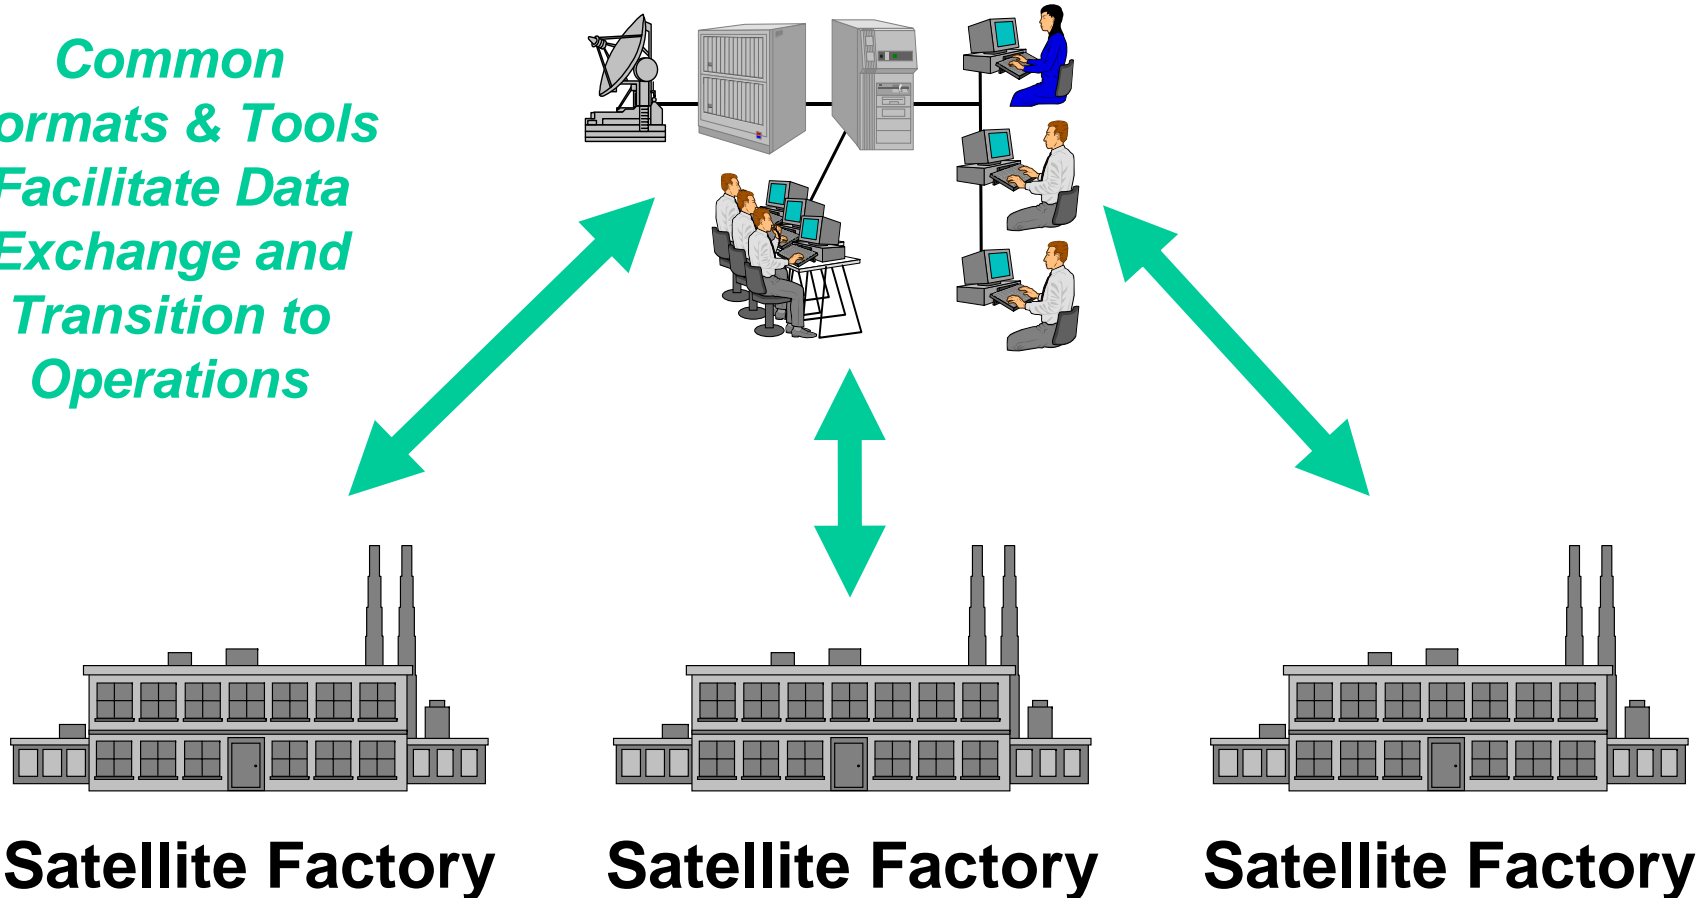 Common
ormats & Tools
Facilitate Data
Exchange and
Transition to
Operations
Satellite Factory
Satellite Factory
Satellite Factory